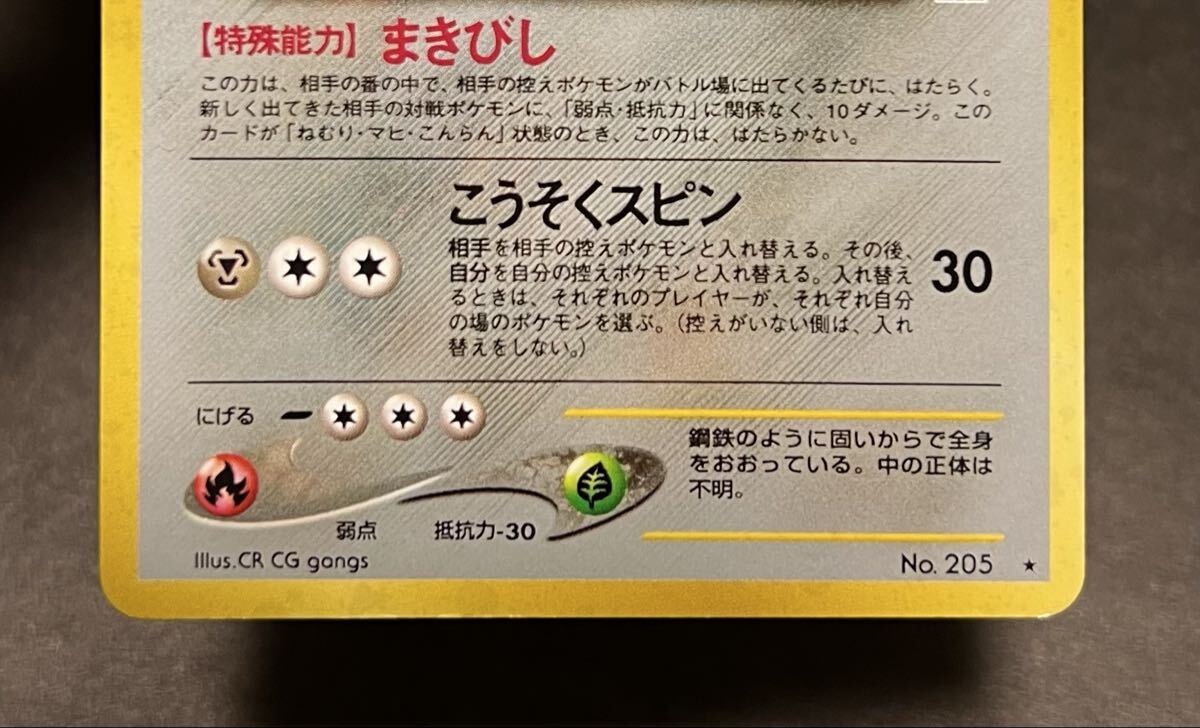 【特殊能力】 まきびし
この力は、相手の番の中で、相手の控えポケモンがバトル場に出てくるたびに、はたらく。
新しく出てきた相手の対戦ポケモンに、「弱点・抵抗力」に関係なく、10ダメージ。この
カードが「ねむり・マヒ・こんらん」状態のとき、この力は、はたらかない。
こうそくスピン
相手を相手の控えポケモンと入れ替える。その後、
自分を自分の控えポケモンと入れ替える。入れ替え
るときは、それぞれのプレイヤーが、それぞれ自分
の場のポケモンを選ぶ。(控えがいない側は、入れ
替えをしない。)
30
にげる
鋼鉄のように固いからで全身
をおおっている。中の正体は
不明。
弱点 抵抗力-30
Illus.CR CG gangs
No. 205 ★